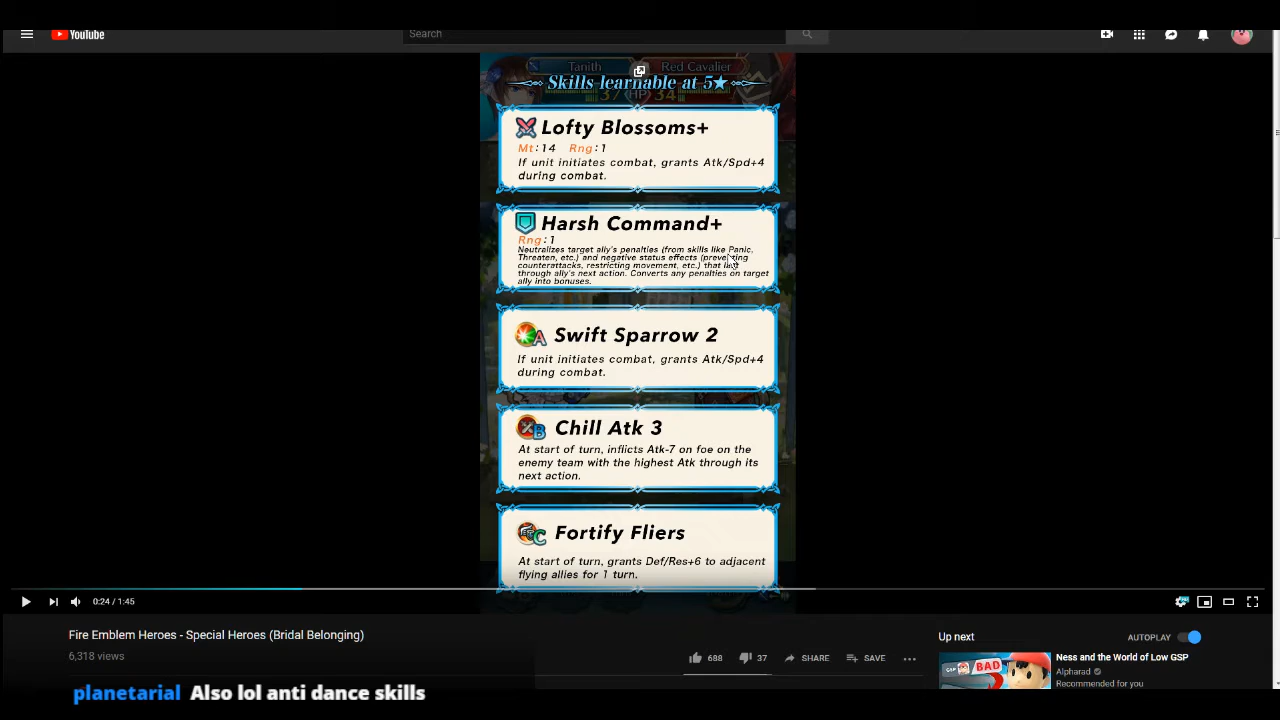 YouTube
Search
Tanith Red Cavalier
Skills learnable at 5★
37 HP 34
Lofty Blossoms+
Mt:14 Rng:1
If unit initiates combat, grants Atk/Spd+4
during combat.
Harsh Command+
Rng:1
Neutralizes target ally's penalties (from skills like Panic,
Threaten, etc.) and negative status effects (preventing
counterattacks, restricting movement, etc.) that last
through ally's next action. Converts any penalties on target
ally into bonuses.
A
Swift Sparrow 2
If unit initiates combat, grants Atk/Spd+4
during combat.
B
Chill Atk 3
At start of turn, inflicts Atk-7 on foe on the
enemy team with the highest Atk through its
next action.
C
Fortify Fliers
At start of turn, grants Def/Res+6 to adjacent
flying allies for 1 turn.
0:24 / 1:45
Fire Emblem Heroes - Special Heroes (Bridal Belonging)
6,318 views
688 37 SHARE SAVE
Up next AUTOPLAY
BAD
Ness and the World of Low GSP
Alpharad
Recommended for you
planetarial Also lol anti dance skills